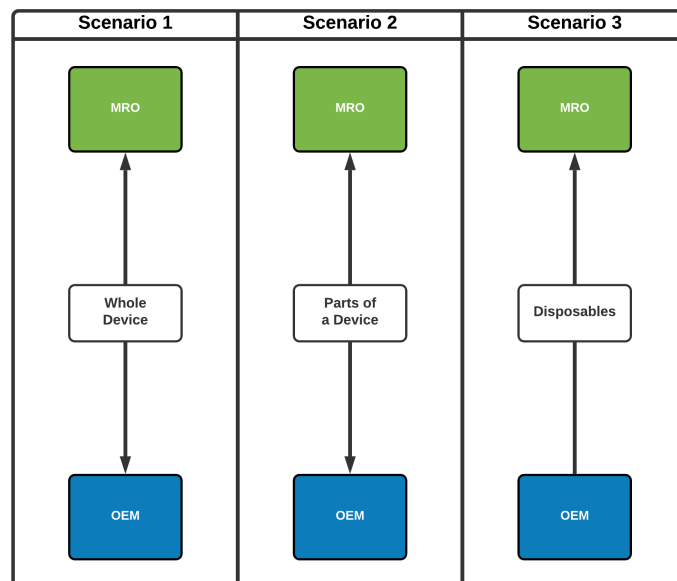 Scenario 1
Scenario 2
Scenario 3
MRO
MRO
MRO
Whole
Device
Parts of
a Device
Disposables
OEM
OEM
OEM